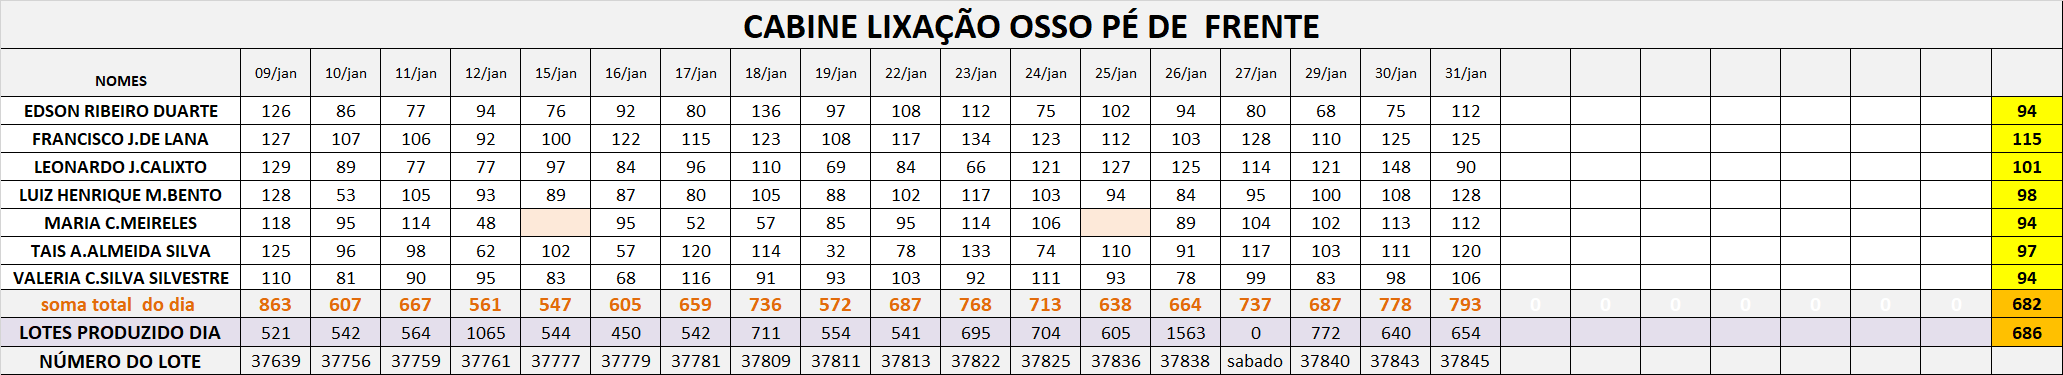 CABINE LIXAÇÃO OSSO PÉ DE FRENTE
NOMES 09/jan 10/jan 11/jan 12/jan 15/jan 16/jan 17/jan 18/jan 19/jan 22/jan 23/jan 24/jan 25/jan 26/jan 27/jan 29/jan 30/jan 31/jan
EDSON RIBEIRO DUARTE 126 86 77 94 76 92 80 136 97 108 112 75 102 94 80 68 75 112 94
FRANCISCO J.DE LANA 127 107 106 92 100 122 115 123 108 117 134 123 112 103 128 110 125 125 115
LEONARDO J.CALIXTO 129 89 77 77 97 84 96 110 69 84 66 121 127 125 114 121 148 90 101
LUIZ HENRIQUE M.BENTO 128 53 105 93 89 87 80 105 88 102 117 103 94 84 95 100 108 128 98
MARIA C.MEIRELES 118 95 114 48 95 52 57 85 95 114 106 89 104 102 113 112 94
TAIS A.ALMEIDA SILVA 125 96 98 62 102 57 120 114 32 78 133 74 110 91 117 103 111 120 97
VALERIA C.SILVA SILVESTRE 110 81 90 95 83 68 116 91 93 103 92 111 93 78 99 83 98 106 94
soma total do dia 863 607 667 561 547 605 659 736 572 687 768 713 638 664 737 687 778 793 0 0 0 0 0 0 0 682
LOTES PRODUZIDO DIA 521 542 564 1065 544 450 542 711 554 541 695 704 605 1563 0 772 640 654 686
NÚMERO DO LOTE 37639 37756 37759 37761 37777 37779 37781 37809 37811 37813 37822 37825 37836 37838 sabado 37840 37843 37845